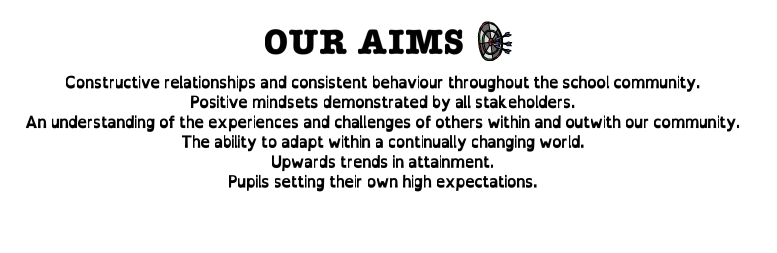 OUR AIMS
Constructive relationships and consistent behaviour throughout the school community.
Positive mindsets demonstrated by all stakeholders.
An understanding of the experiences and challenges of others within and outwith our community.
The ability to adapt within a continually changing world.
Upwards trends in attainment.
Pupils setting their own high expectations.